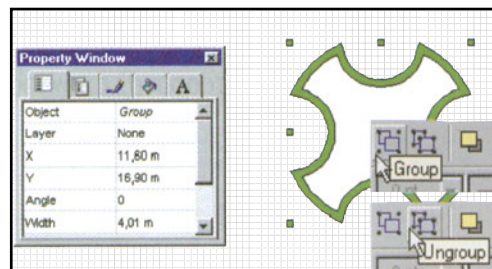 Property Window
A
Object Group
Layer None
X 11,60 m
Y 16,90 m
Angle 0
Width 4,01 m
Group
Ungroup